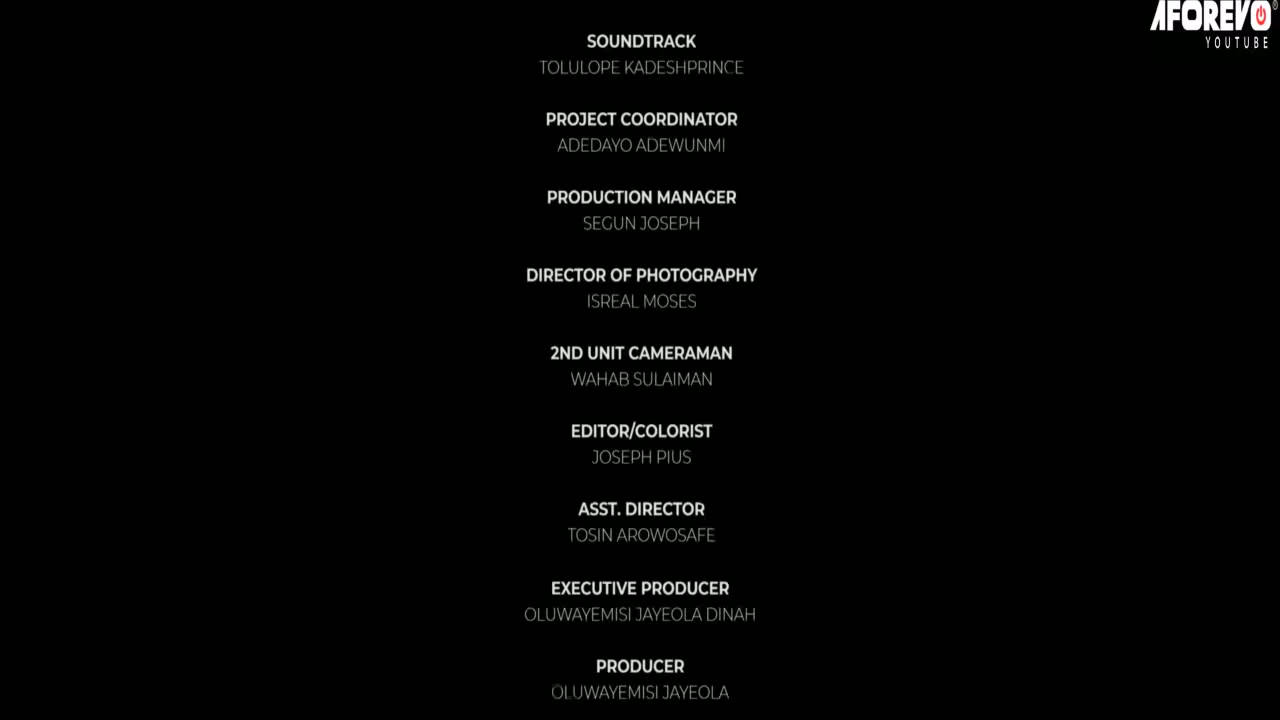 AFOREVO
YOUTUBE
SOUNDTRACK
TOLULOPE KADESHPRINCE
PROJECT COORDINATOR
ADEDAYO ADEWUNMI
PRODUCTION MANAGER
SEGUN JOSEPH
DIRECTOR OF PHOTOGRAPHY
ISREAL MOSES
2ND UNIT CAMERAMAN
WAHAB SULAIMAN
EDITOR/COLORIST
JOSEPH PIUS
ASST. DIRECTOR
TOSIN AROWOSAFE
EXECUTIVE PRODUCER
OLUWAYEMISI JAYEOLA DINAH
PRODUCER
OLUWAYEMISI JAYEOLA